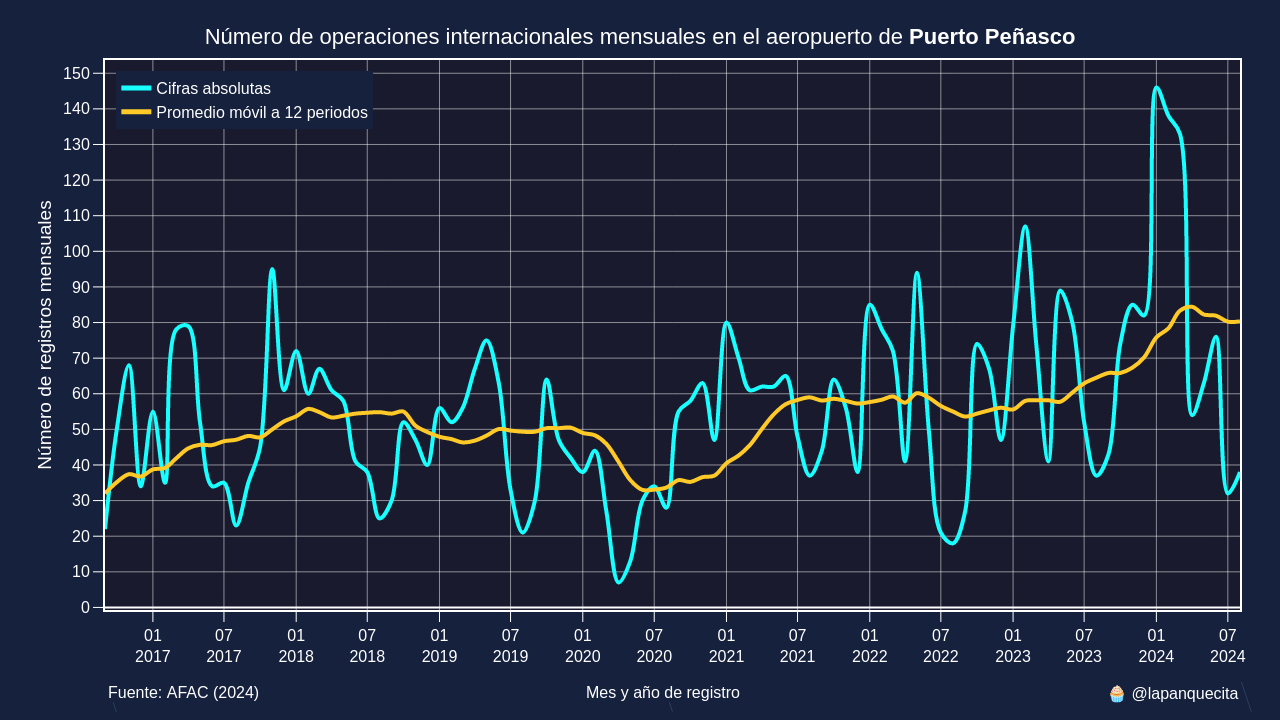 Número de operaciones internacionales mensuales en el aeropuerto de Puerto Peñasco
Cifras absolutas
Promedio móvil a 12 periodos
Número de registros mensuales
150
140
130
120
110
100
90
80
70
60
50
40
30
20
10
0
01 07 01 07 01 07 01 07 01 07 01 07 01 07 01 07
2017 2017 2018 2018 2019 2019 2020 2020 2021 2021 2022 2022 2023 2023 2024 2024
Fuente: AFAC (2024)
Mes y año de registro
🧁 @lapanquecita